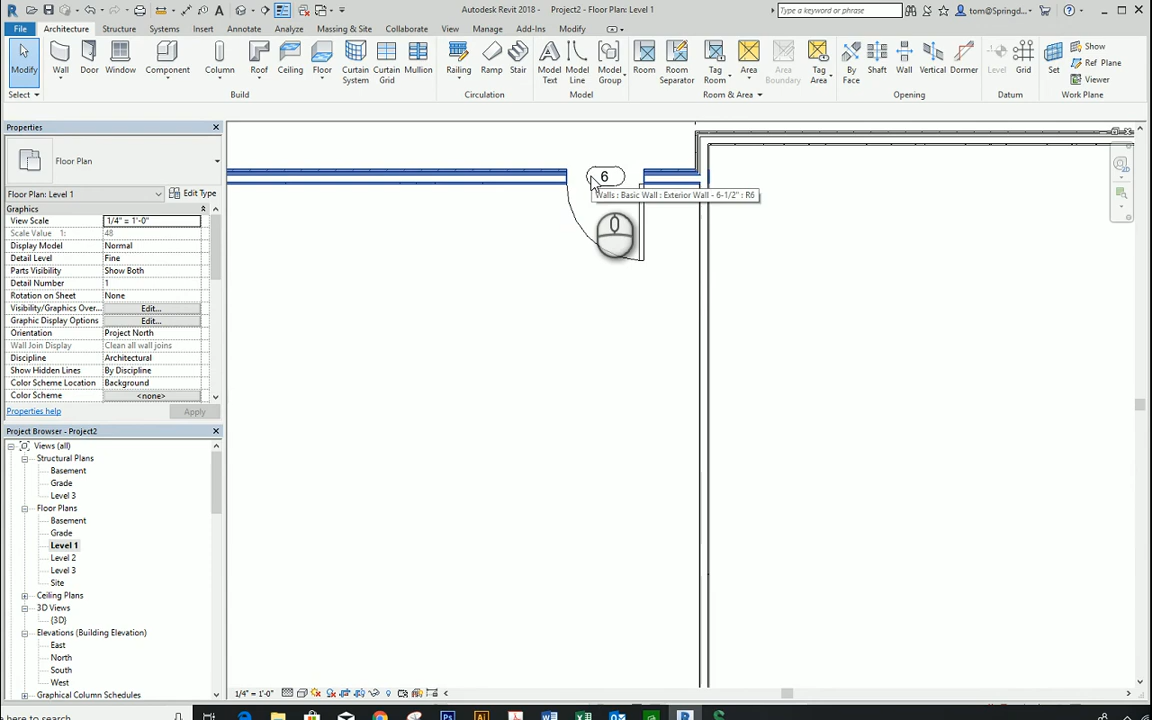 Autodesk Revit 2018 - Project2 - Floor Plan: Level 1
Type a keyword or phrase
tom@Springd...
File Architecture Structure Systems Insert Annotate Analyze Massing & Site Collaborate View Manage Add-Ins Modify
Modify Wall Door Window Component Column Roof Ceiling Floor Curtain System Curtain Grid Mullion Railing Ramp Stair Model Text Model Line Model Group Room Room Separator Tag Room Area Area Boundary Tag Area By Face Shaft Wall Vertical Dormer Level Grid Set Show Ref Plane Viewer
Select Build Circulation Model Room & Area Opening Datum Work Plane
Properties
Floor Plan
Floor Plan: Level 1 Edit Type
Graphics
View Scale 1/4" = 1'-0"
Scale Value 1: 48
Display Model Normal
Detail Level Fine
Parts Visibility Show Both
Detail Number 1
Rotation on Sheet None
Visibility/Graphics Over... Edit...
Graphic Display Options Edit...
Orientation Project North
Wall Join Display Clean all wall joins
Discipline Architectural
Show Hidden Lines By Discipline
Color Scheme Location Background
Color Scheme <none>
Properties help Apply
Project Browser - Project2
Views (all)
Structural Plans
Basement
Grade
Level 3
Floor Plans
Basement
Grade
Level 1
Level 2
Level 3
Site
Ceiling Plans
3D Views
{3D}
Elevations (Building Elevation)
East
North
South
West
Graphical Column Schedules
6
Walls : Basic Wall : Exterior Wall - 6-1/2" : R6
2D
1/4" = 1'-0"
here to search